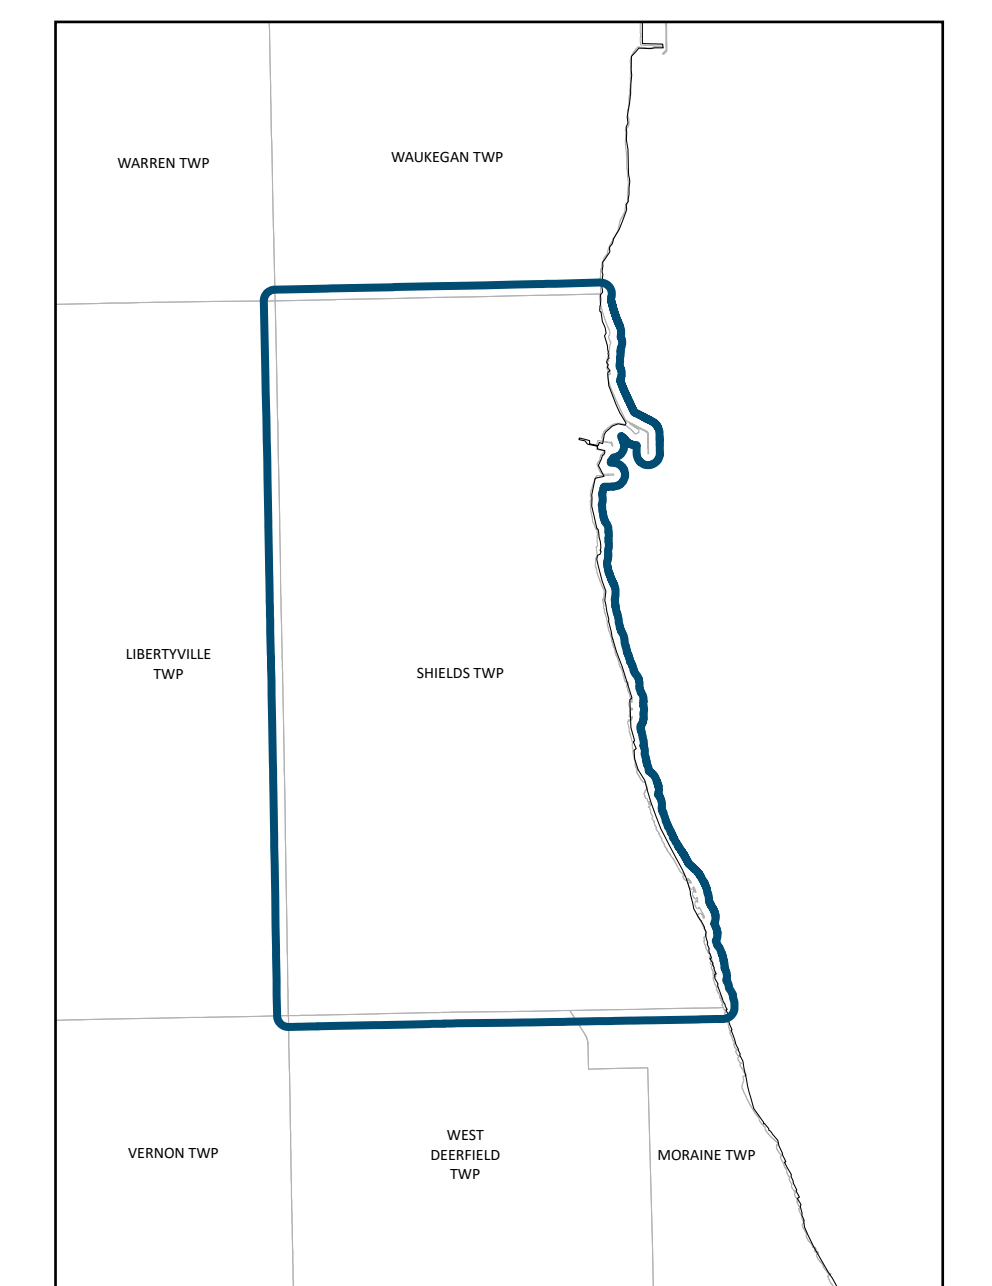 WARREN TWP
WAUKEGAN TWP
LIBERTYVILLE
TWP
SHIELDS TWP
VERNON TWP
WEST
DEERFIELD
TWP
MORAINE TWP